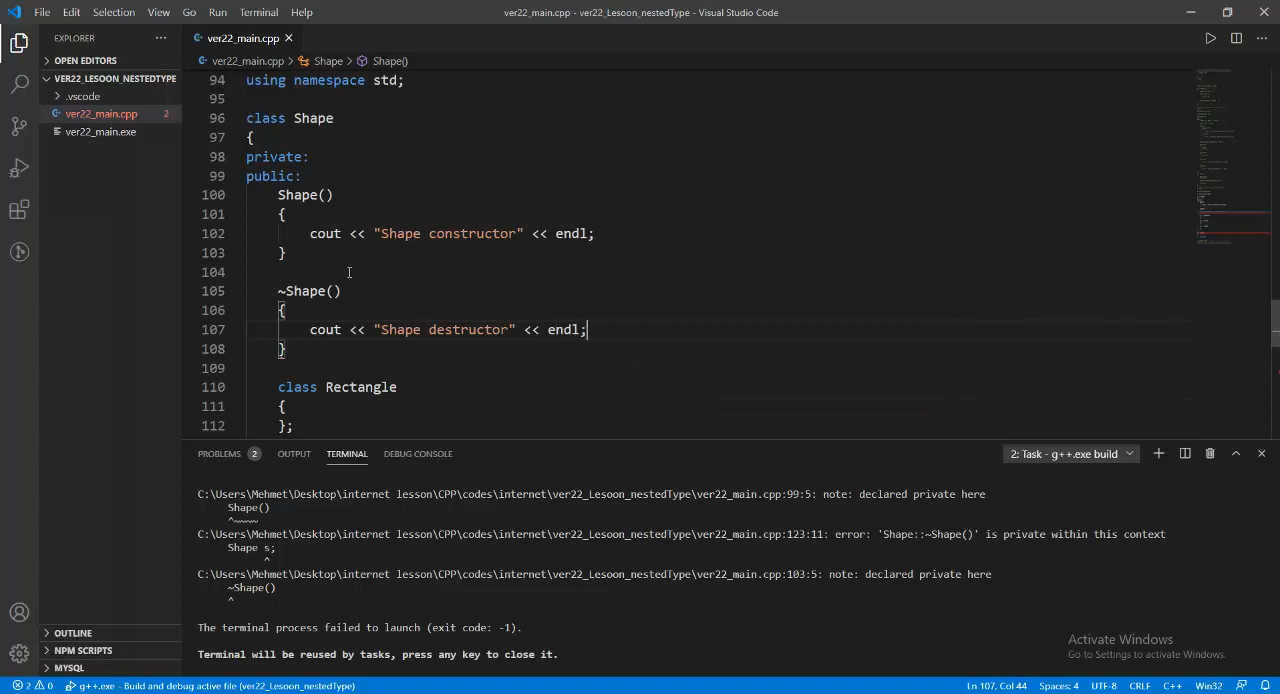 File Edit Selection View Go Run Terminal Help
ver22_main.cpp - ver22_Lesoon_nestedType - Visual Studio Code
EXPLORER
OPEN EDITORS
VER22_LESOON_NESTEDTYPE
.vscode
ver22_main.cpp 2
ver22_main.exe
OUTLINE
NPM SCRIPTS
MYSQL
ver22_main.cpp
ver22_main.cpp > Shape > Shape()
94 using namespace std;
95
96 class Shape
97 {
98 private:
99 public:
100 Shape()
101 {
102 cout << "Shape constructor" << endl;
103 }
104
105 ~Shape()
106 {
107 cout << "Shape destructor" << endl;
108 }
109
110 class Rectangle
111 {
112 };
PROBLEMS 2 OUTPUT TERMINAL DEBUG CONSOLE
2: Task - g++.exe build
C:\Users\Mehmet\Desktop\internet lesson\CPP\codes\internet\ver22_Lesoon_nestedType\ver22_main.cpp:99:5: note: declared private here
Shape()
^~~~~
C:\Users\Mehmet\Desktop\internet lesson\CPP\codes\internet\ver22_Lesoon_nestedType\ver22_main.cpp:123:11: error: 'Shape::~Shape()' is private within this context
Shape s;
^
C:\Users\Mehmet\Desktop\internet lesson\CPP\codes\internet\ver22_Lesoon_nestedType\ver22_main.cpp:103:5: note: declared private here
~Shape()
^
The terminal process failed to launch (exit code: -1).
Terminal will be reused by tasks, press any key to close it.
Activate Windows
Go to Settings to activate Windows.
2 0 g++.exe - Build and debug active file (ver22_Lesoon_nestedType)
Ln 107, Col 44 Spaces: 4 UTF-8 CRLF C++ Win32